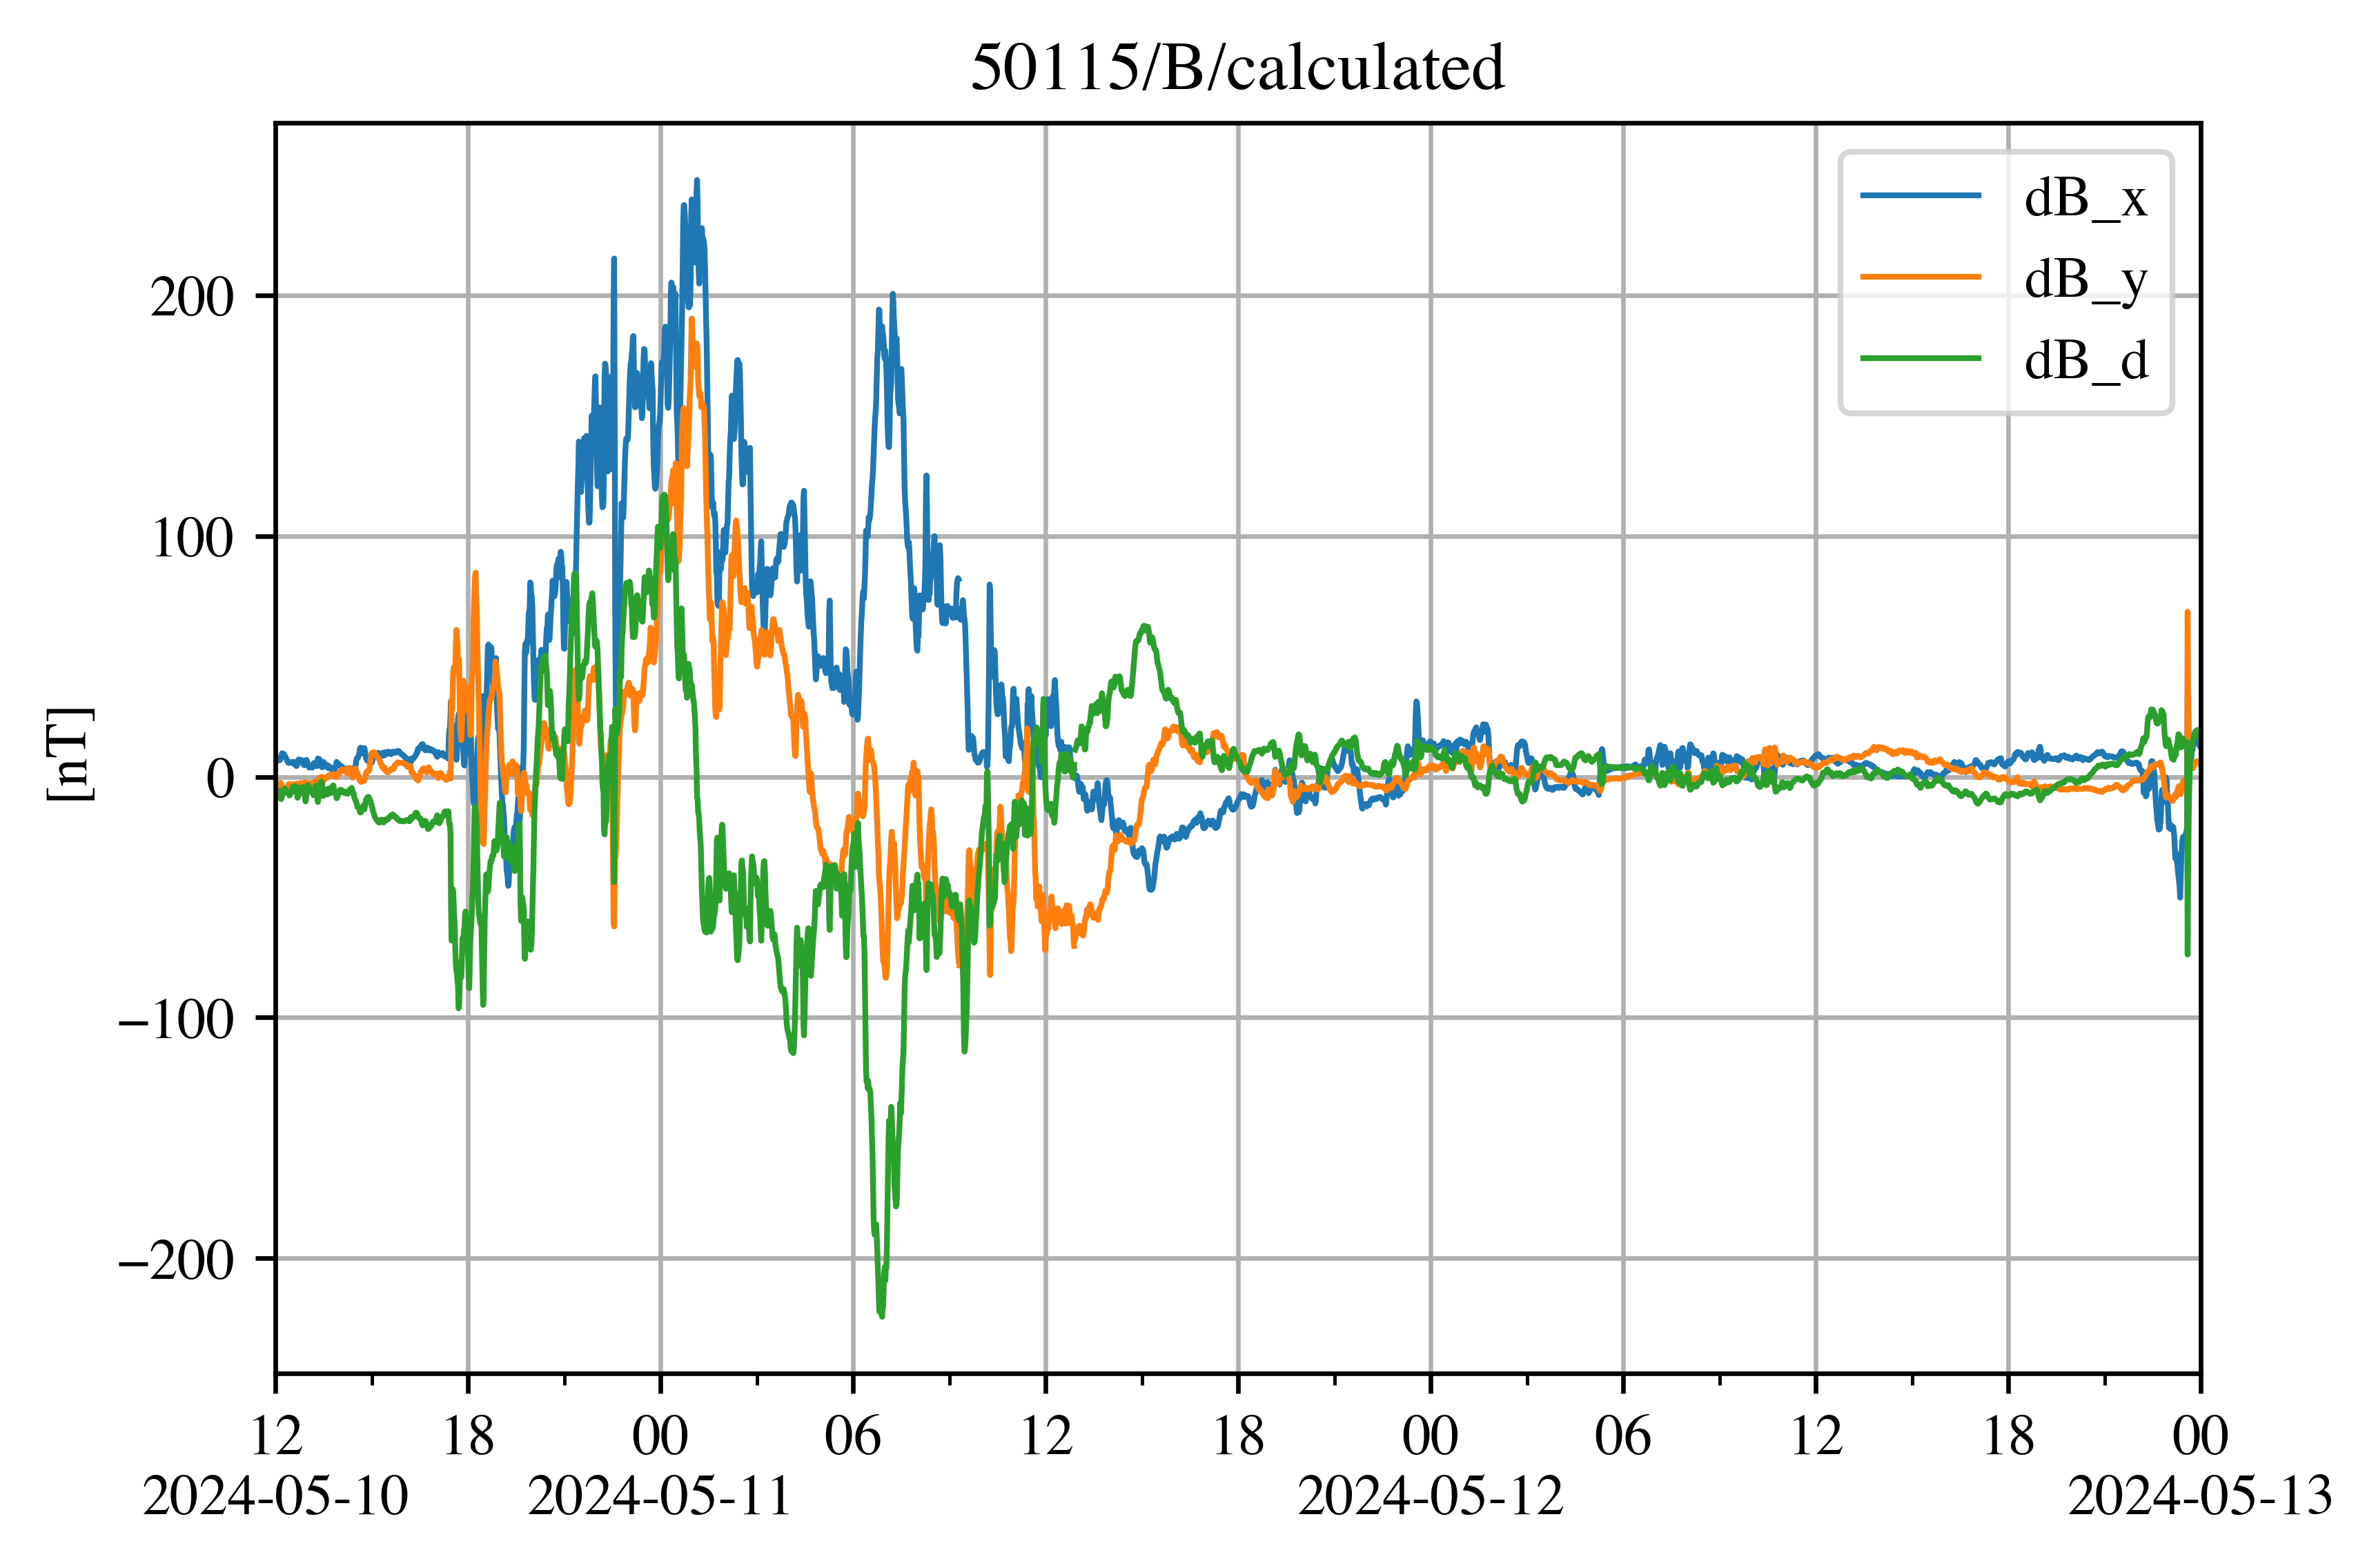 50115/B/calculated
dB_x
dB_y
dB_d
200
100
0
−100
−200
[nT]
12 18 00 06 12 18 00 06 12 18 00
2024-05-10 2024-05-11 2024-05-12 2024-05-13